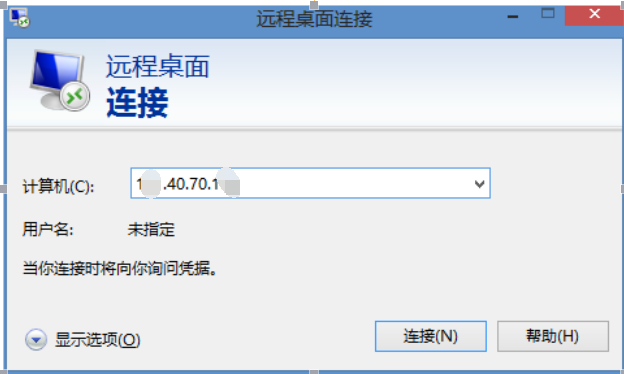 远程桌面连接
远程桌面
连接
计算机(C):
.40.70.1
用户名: 未指定
当你连接时将向你询问凭据。
显示选项(O) 连接(N) 帮助(H)